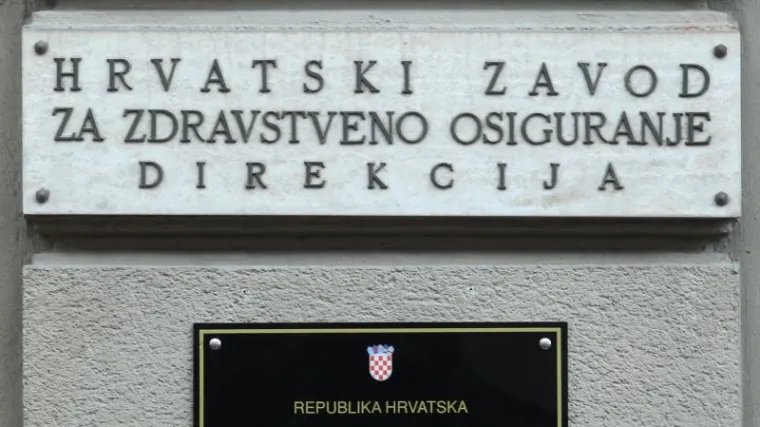 HRVATSKI ZAVOD
ZA ZDRAVSTVENO OSIGURANJE
DIREKCIJA
REPUBLIKA HRVATSKA